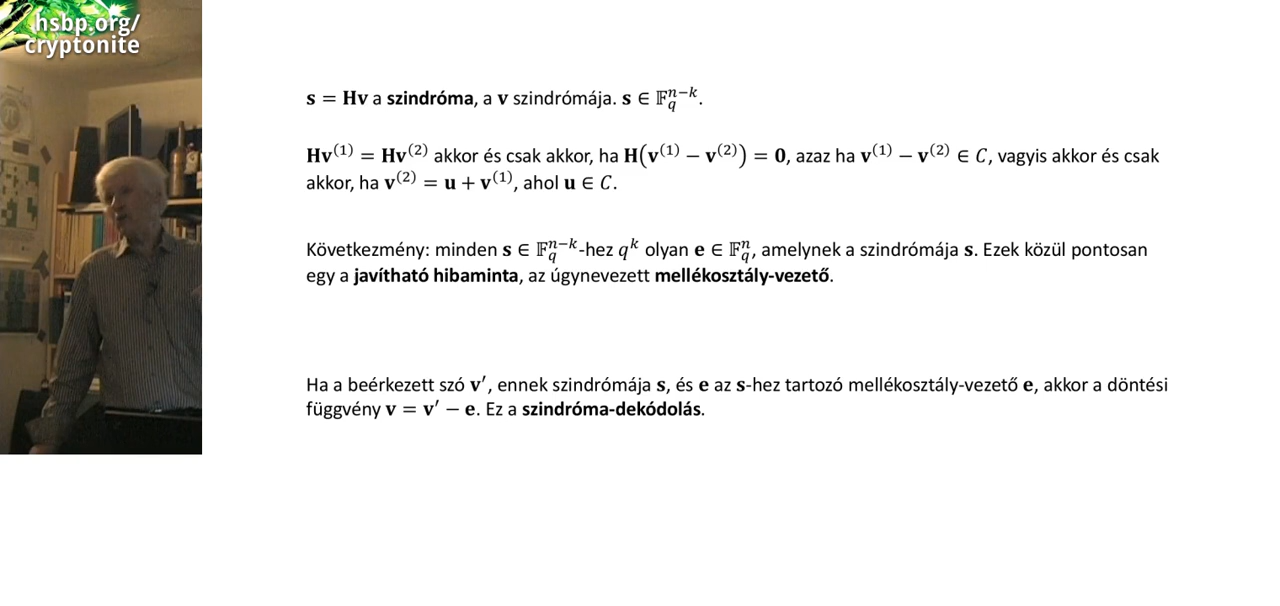 hsbp.org/
cryptonite
s = Hv a szindróma, a v szindrómája. s ∈ 𝔽_q^{n−k}.
Hv^{(1)} = Hv^{(2)} akkor és csak akkor, ha H(v^{(1)} − v^{(2)}) = 0, azaz ha v^{(1)} − v^{(2)} ∈ C, vagyis akkor és csak
akkor, ha v^{(2)} = u + v^{(1)}, ahol u ∈ C.
Következmény: minden s ∈ 𝔽_q^{n−k}-hez q^k olyan e ∈ 𝔽_q^n, amelynek a szindrómája s. Ezek közül pontosan
egy a javítható hibaminta, az úgynevezett mellékosztály-vezető.
Ha a beérkezett szó v′, ennek szindrómája s, és e az s-hez tartozó mellékosztály-vezető e, akkor a döntési
függvény v = v′ − e. Ez a szindróma-dekódolás.